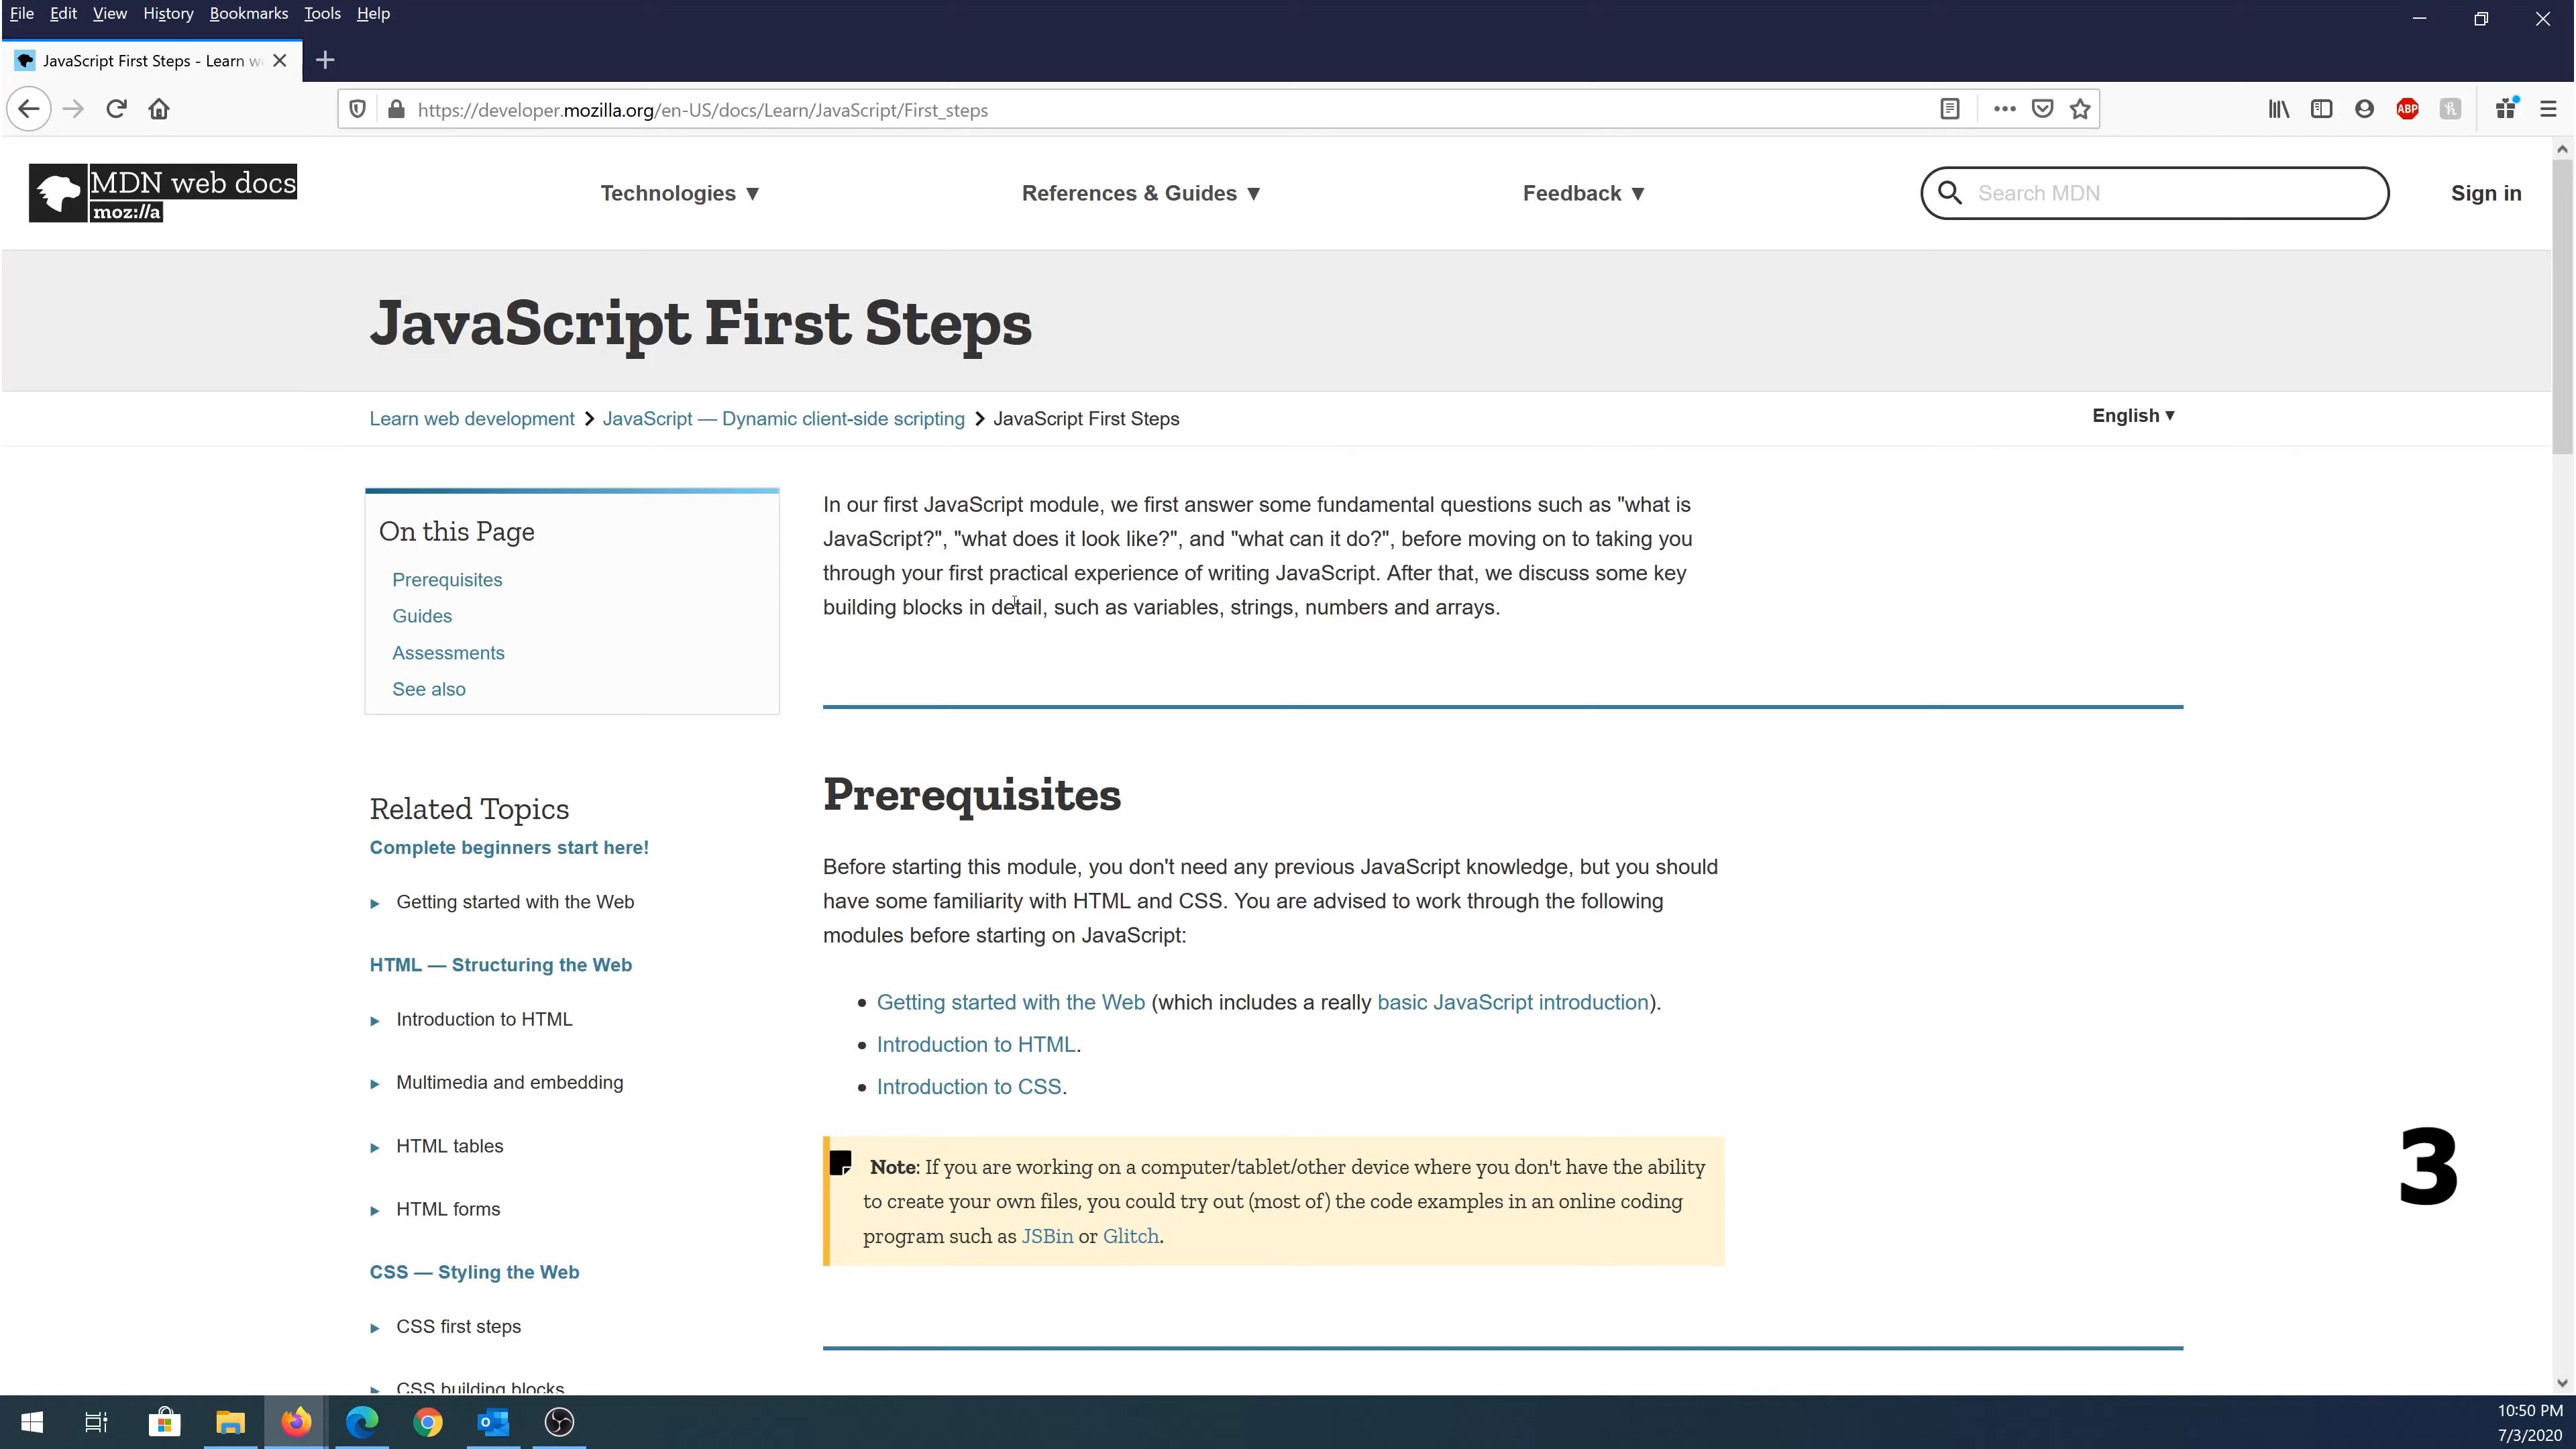 File Edit View History Bookmarks Tools Help
JavaScript First Steps - Learn we
https://developer.mozilla.org/en-US/docs/Learn/JavaScript/First_steps
ABP
MDN web docs
moz://a
Technologies ▼
References & Guides ▼
Feedback ▼
Search MDN
Sign in
JavaScript First Steps
Learn web development > JavaScript — Dynamic client-side scripting > JavaScript First Steps
English ▼
On this Page
Prerequisites
Guides
Assessments
See also
In our first JavaScript module, we first answer some fundamental questions such as "what is
JavaScript?", "what does it look like?", and "what can it do?", before moving on to taking you
through your first practical experience of writing JavaScript. After that, we discuss some key
building blocks in detail, such as variables, strings, numbers and arrays.
Related Topics
Complete beginners start here!
Getting started with the Web
HTML — Structuring the Web
Introduction to HTML
Multimedia and embedding
HTML tables
HTML forms
CSS — Styling the Web
CSS first steps
CSS building blocks
Prerequisites
Before starting this module, you don't need any previous JavaScript knowledge, but you should
have some familiarity with HTML and CSS. You are advised to work through the following
modules before starting on JavaScript:
• Getting started with the Web (which includes a really basic JavaScript introduction).
• Introduction to HTML.
• Introduction to CSS.
Note: If you are working on a computer/tablet/other device where you don't have the ability
to create your own files, you could try out (most of) the code examples in an online coding
program such as JSBin or Glitch.
3
10:50 PM
7/3/2020